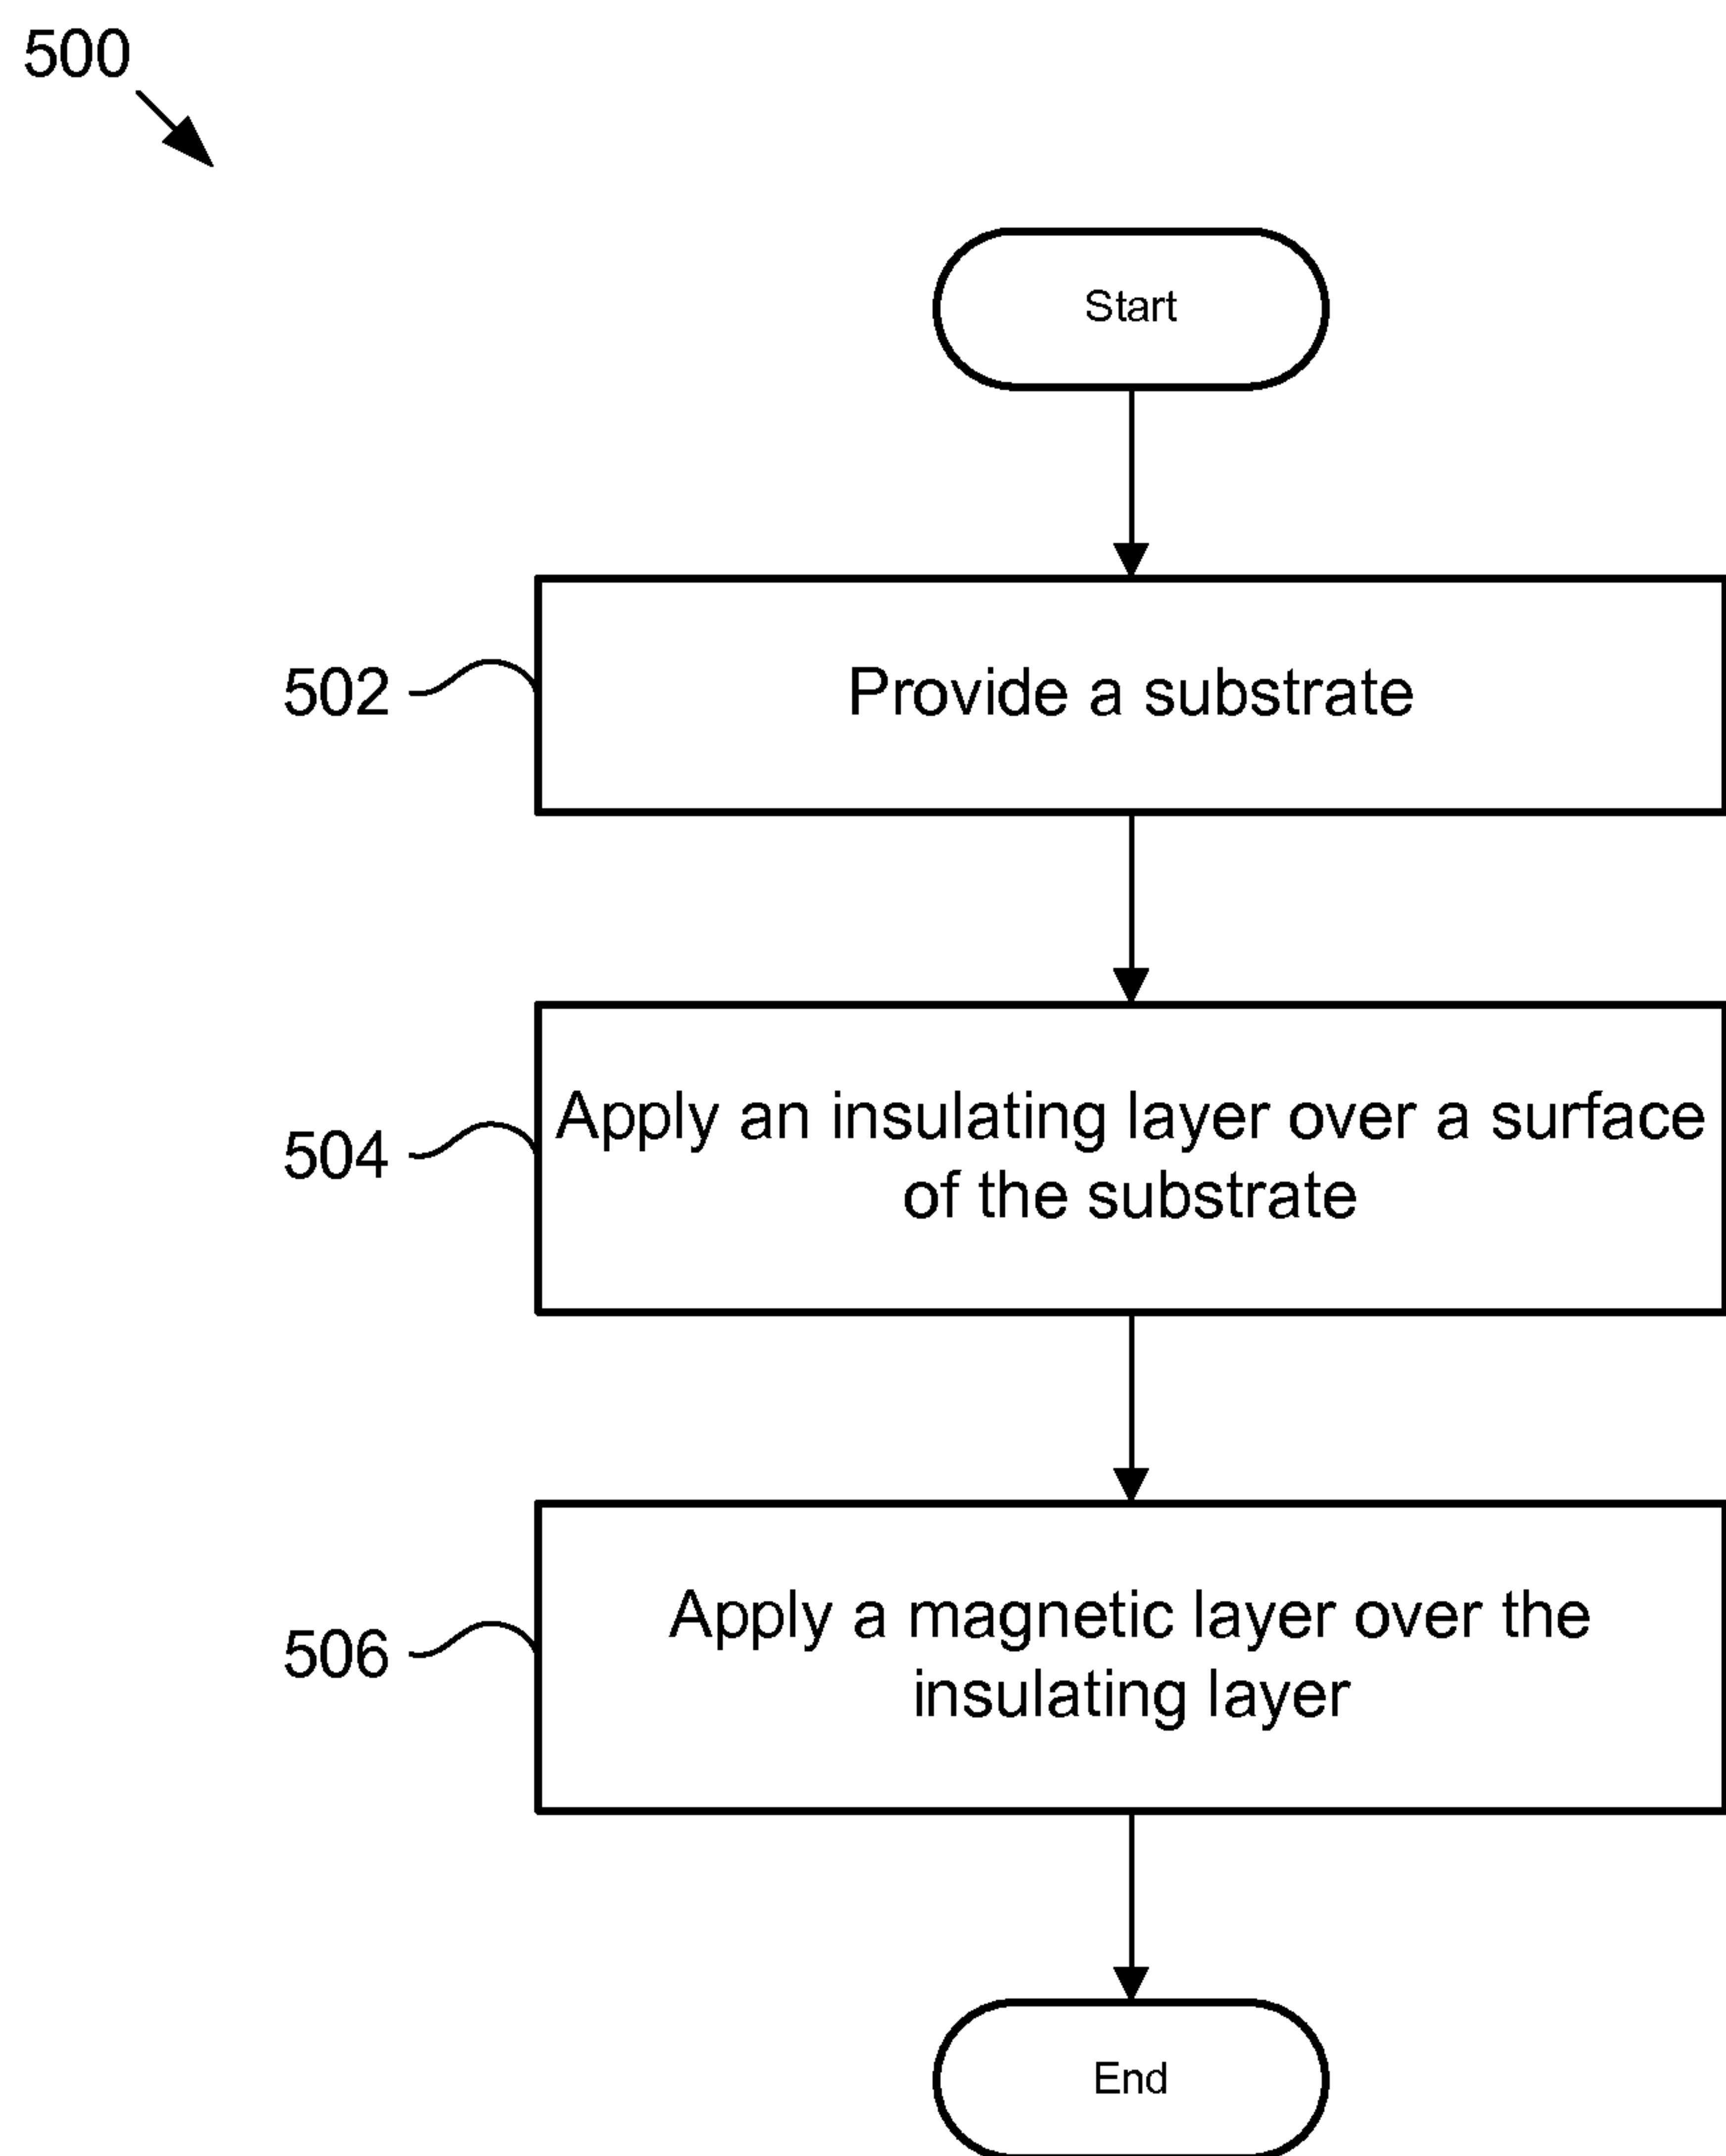 500
Start
502
Provide a substrate
504
Apply an insulating layer over a surface
of the substrate
506
Apply a magnetic layer over the
insulating layer
End